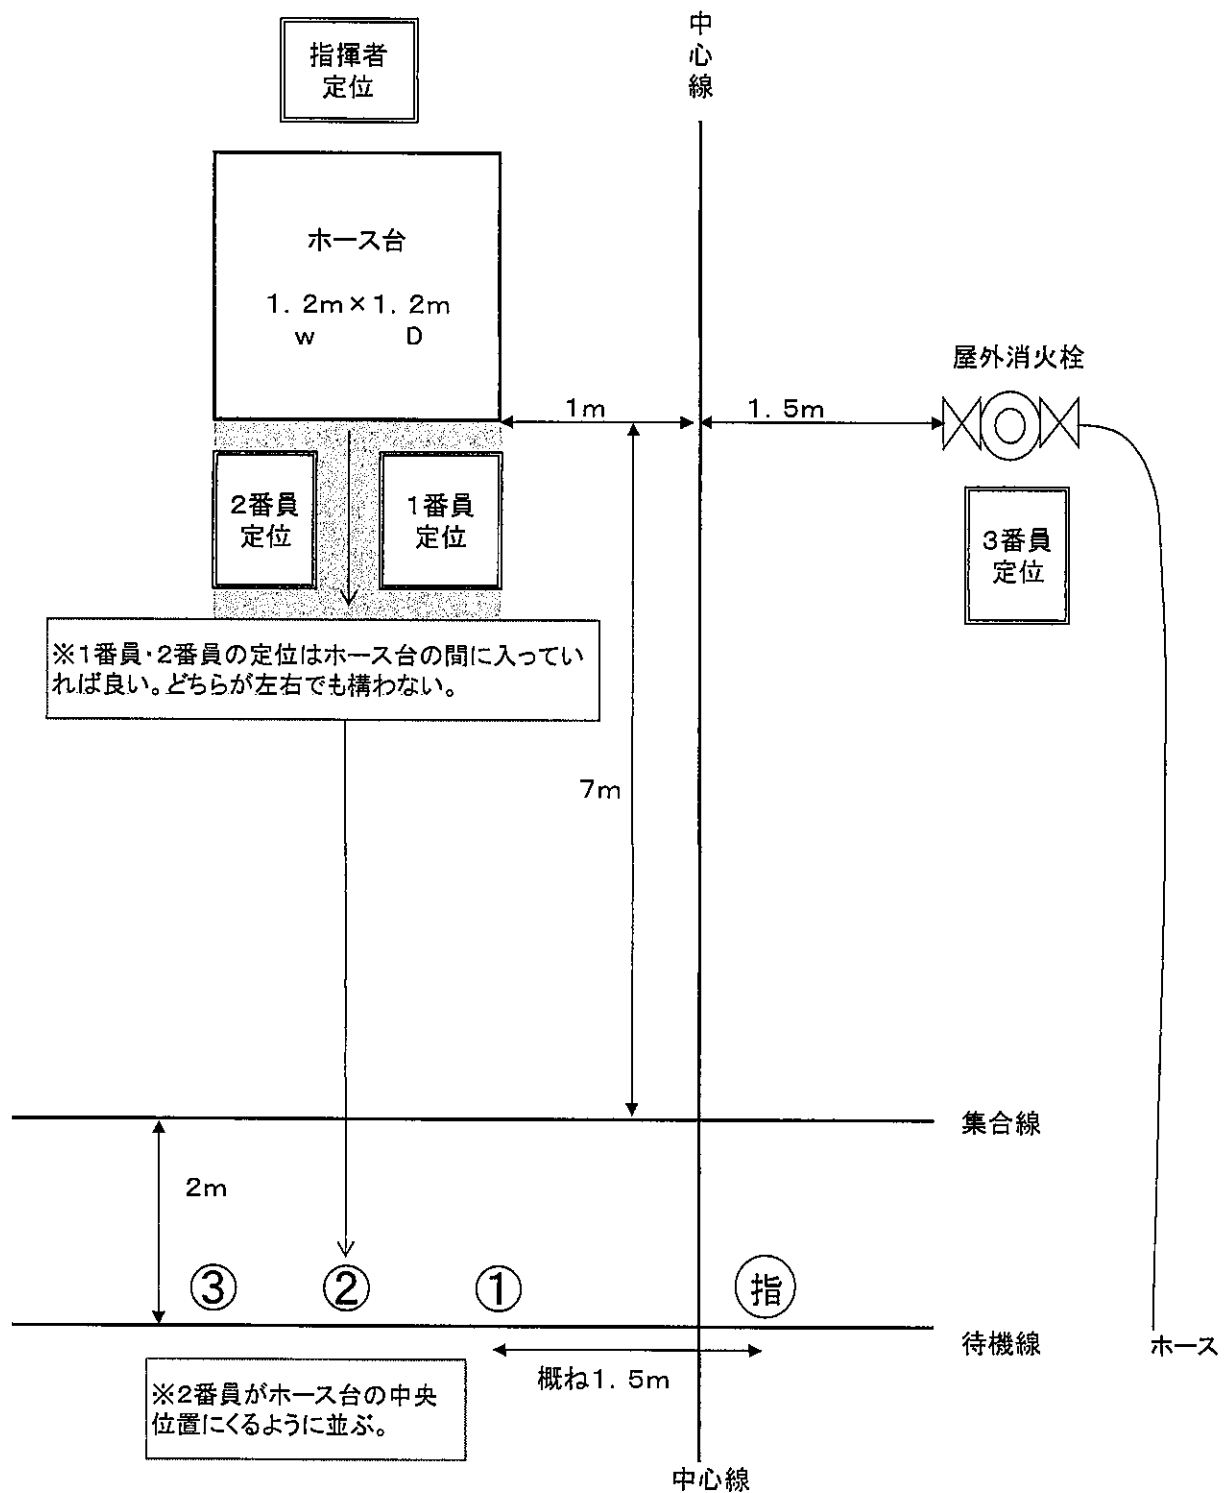 中心線
指揮者
定位
ホース台
1.2m×1.2m
w D
屋外消火栓
1m
1.5m
2番員
定位
1番員
定位
3番員
定位
※1番員・2番員の定位はホース台の間に入ってい
れば良い。どちらが左右でも構わない。
7m
集合線
2m
③ ② ① 指
待機線
ホース
概ね1.5m
※2番員がホース台の中央
位置にくるように並ぶ。
中心線